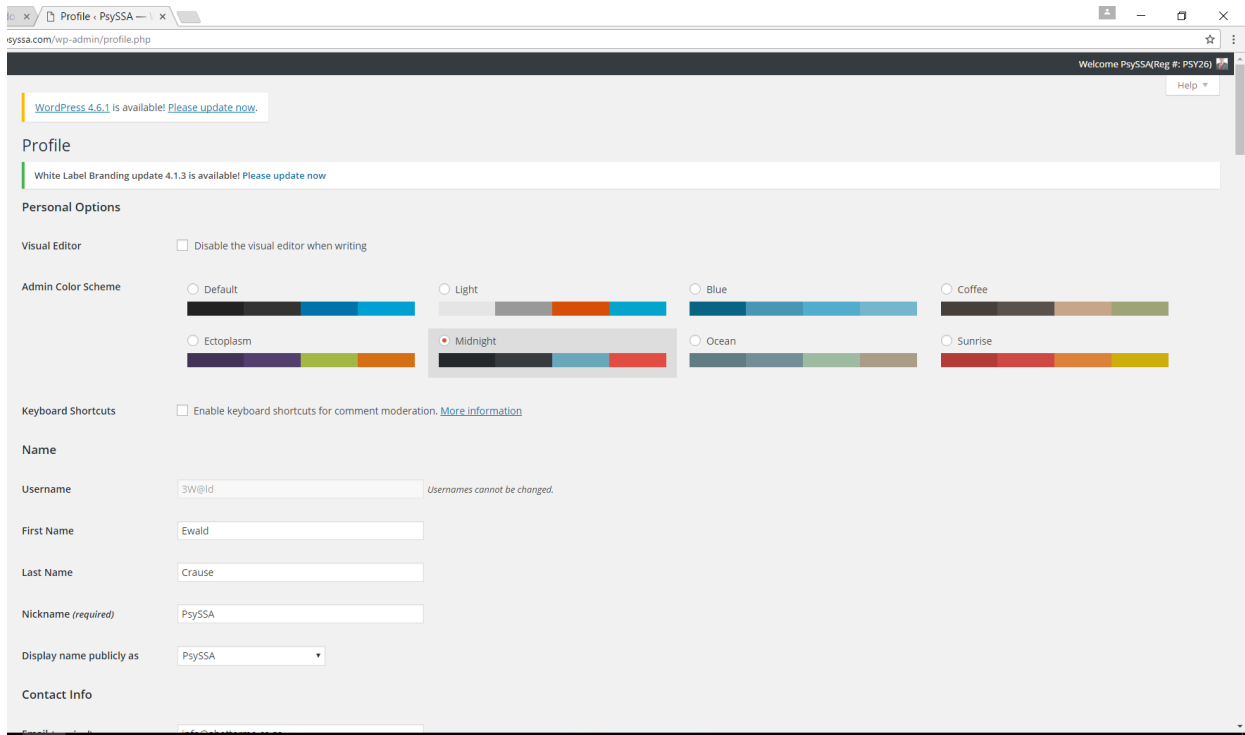 Profile ‹ PsySSA —
psyssa.com/wp-admin/profile.php
Welcome PsySSA(Reg #: PSY26)
Help
WordPress 4.6.1 is available! Please update now.
Profile
White Label Branding update 4.1.3 is available! Please update now
Personal Options
Visual Editor Disable the visual editor when writing
Admin Color Scheme Default Light Blue Coffee
Ectoplasm Midnight Ocean Sunrise
Keyboard Shortcuts Enable keyboard shortcuts for comment moderation. More information
Name
Username 3W@ld Usernames cannot be changed.
First Name Ewald
Last Name Crause
Nickname (required) PsySSA
Display name publicly as PsySSA
Contact Info